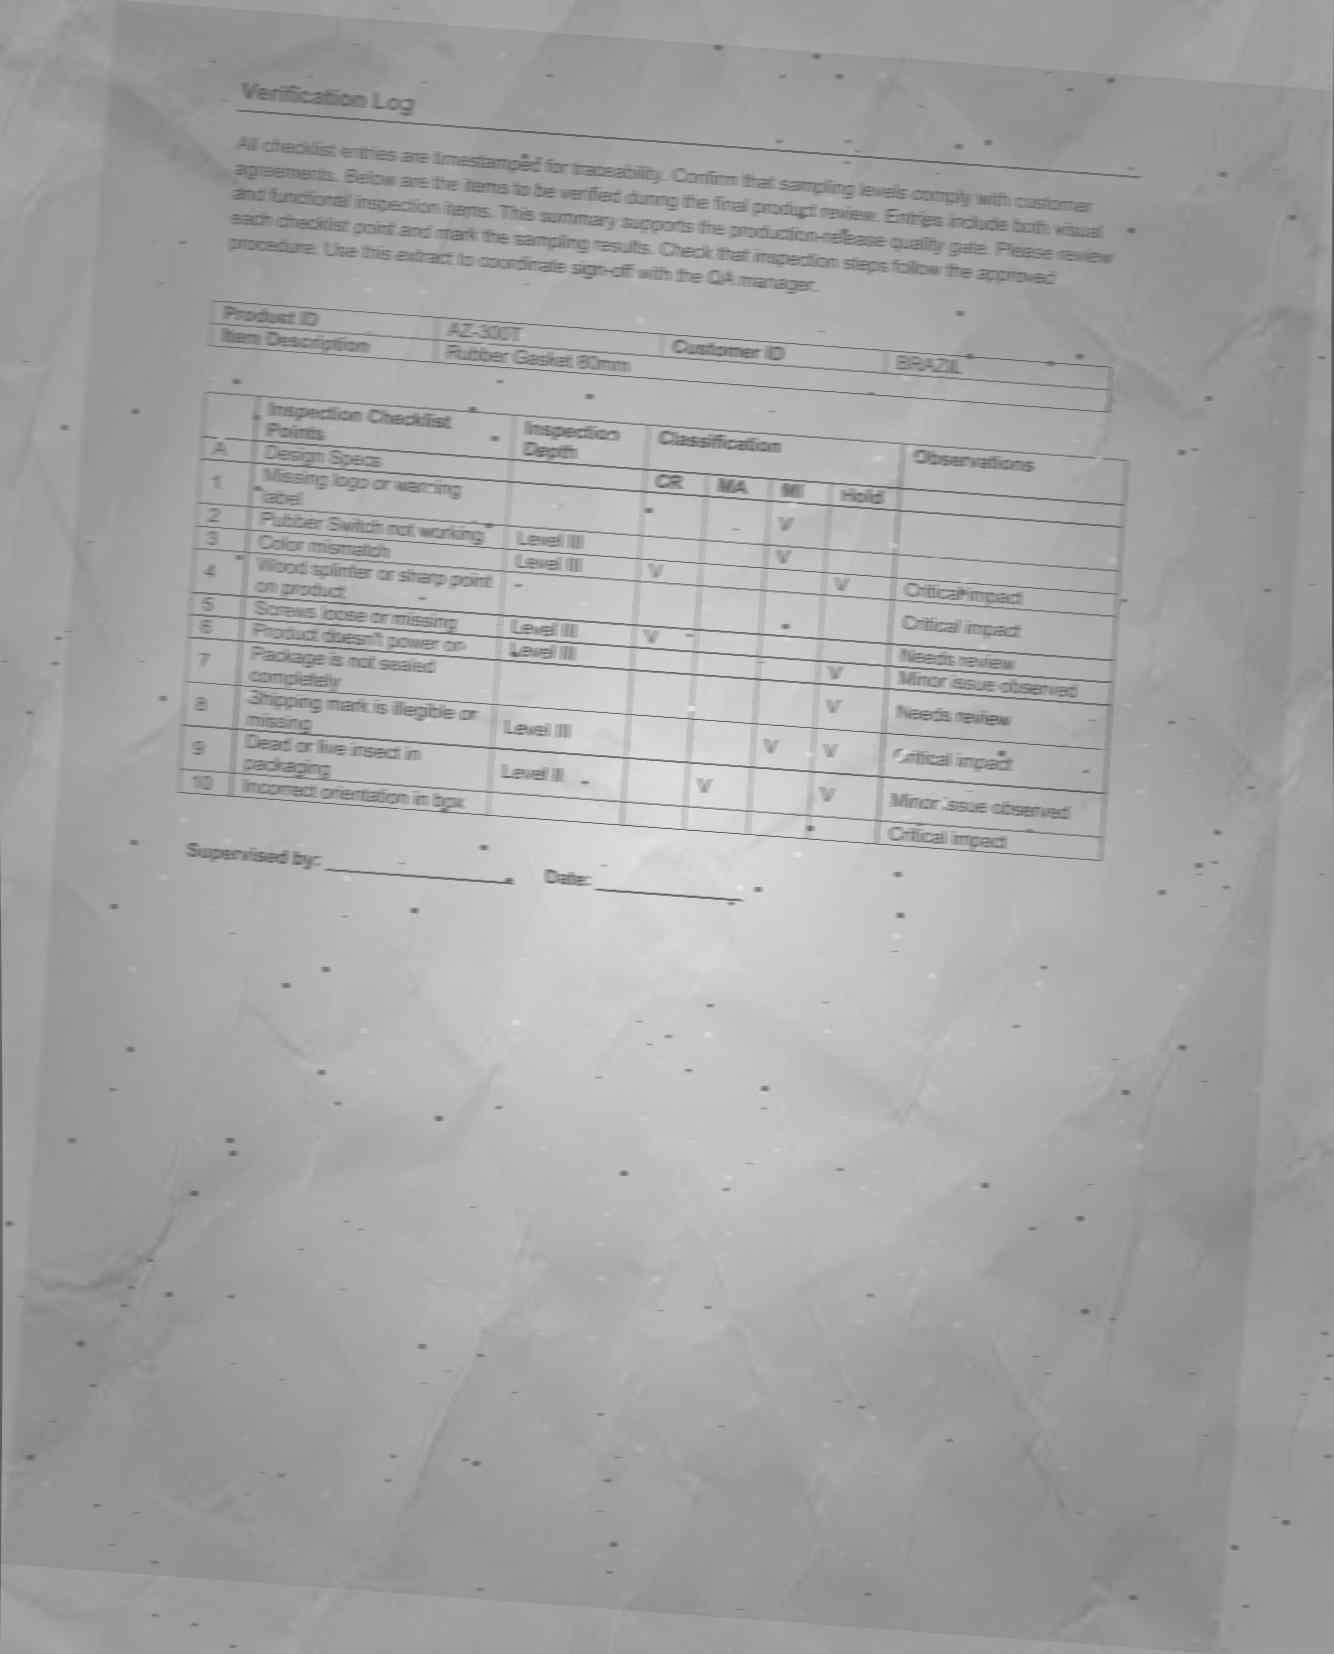 Verification Log
All checklist entries are timestamped for traceability. Confirm that sampling levels comply with customer
agreements. Below are the items to be verified during the final product review. Entries include both visual
and functional inspection items. This summary supports the production-release quality gate. Please review
each checklist point and mark the sampling results. Check that inspection steps follow the approved
procedure. Use this extract to coordinate sign-off with the QA manager.
Product ID AZ-300T Customer ID BRAZIL
Item Description Rubber Gasket 80mm
Inspection Checklist Points Inspection Depth Classification Observations
A Design Specs CR MA MI Hold
1 Missing logo or warning label V
2 Rubber Switch not working Level III V
3 Color mismatch Level III V V Critical impact
4 Wood splinter or sharp point on product - Critical impact
5 Screws loose or missing Level III V Needs review
6 Product doesn't power on Level III V Minor issue observed
7 Package is not sealed completely V Needs review
8 Shipping mark is illegible or missing Level III V V Critical impact
9 Dead or live insect in packaging Level II V V Minor issue observed
10 Incorrect orientation in box Critical impact
Supervised by: ____________ Date: ____________